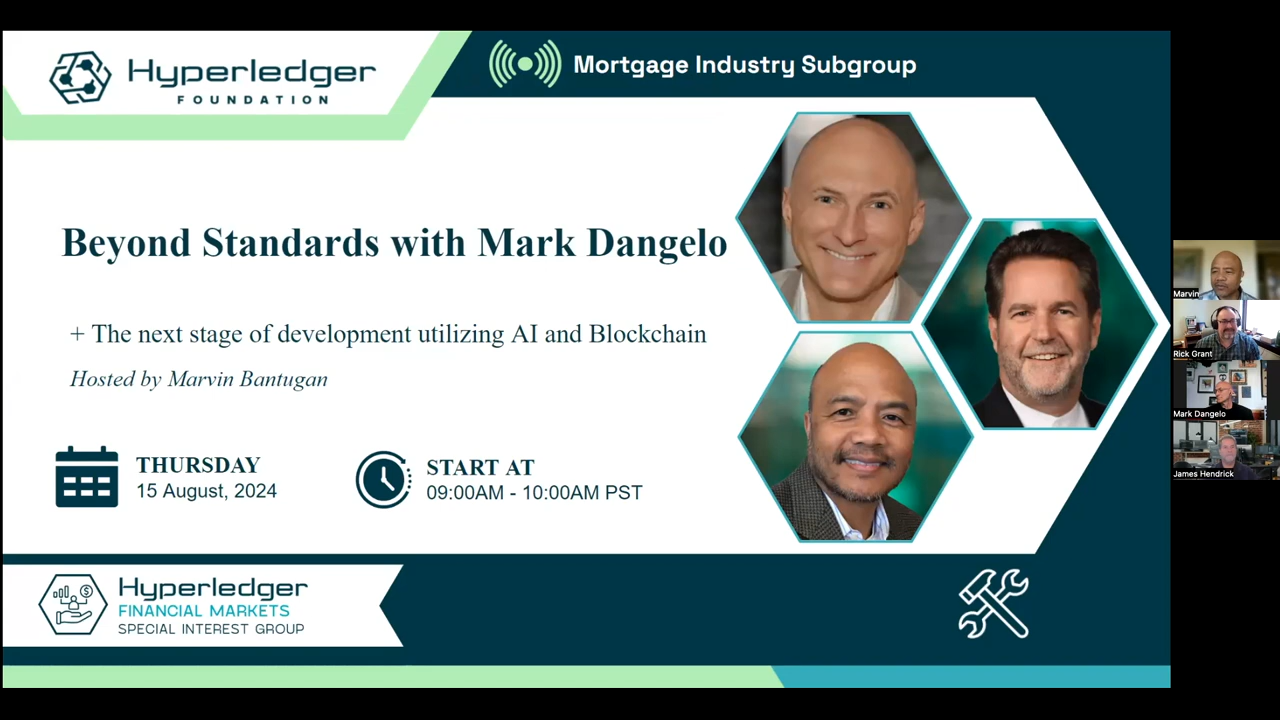 Hyperledger
FOUNDATION
Mortgage Industry Subgroup
Beyond Standards with Mark Dangelo
+ The next stage of development utilizing AI and Blockchain
Hosted by Marvin Bantugan
THURSDAY
15 August, 2024
START AT
09:00AM - 10:00AM PST
Hyperledger
FINANCIAL MARKETS
SPECIAL INTEREST GROUP
Marvin
Rick Grant
Mark Dangelo
James Hendrick